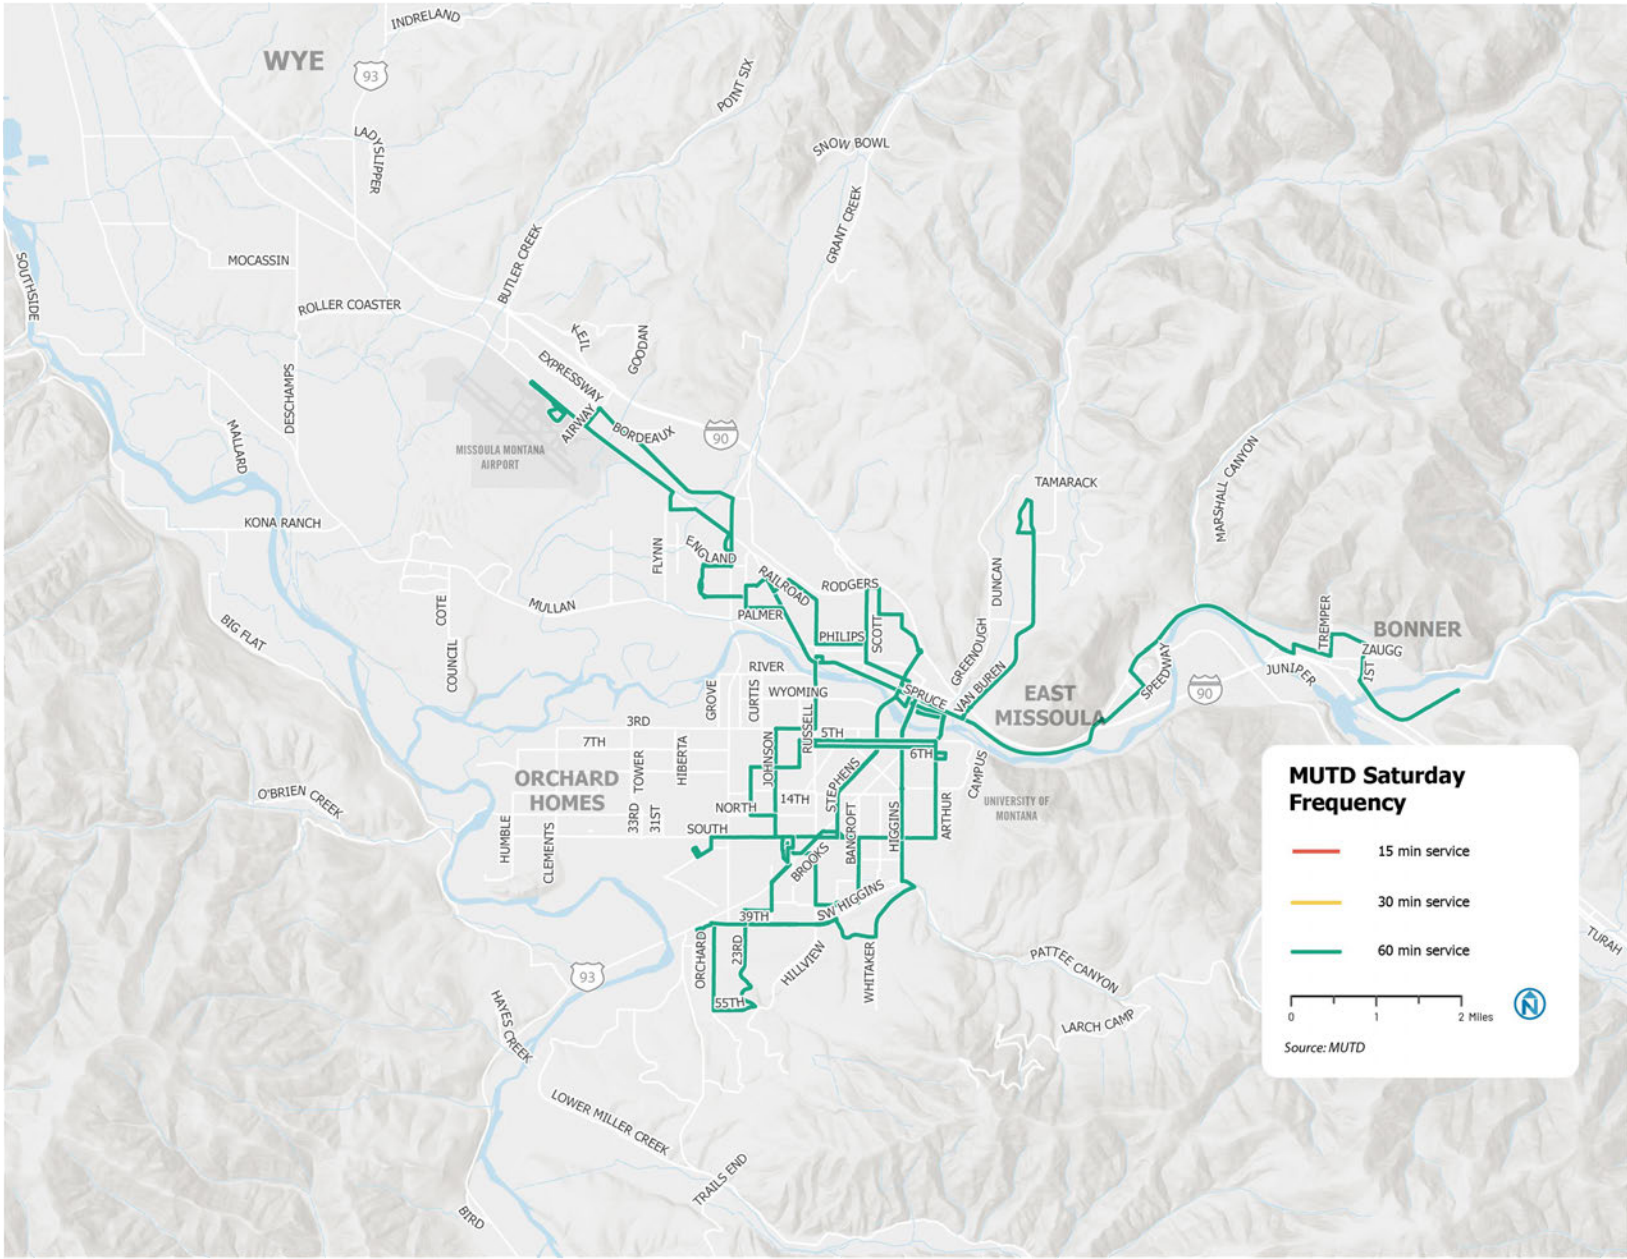 INDRELAND
WYE
93
POINT SIX
LADYSLIPPER
SNOW BOWL
GRANT CREEK
MOCASSIN
BUTLER CREEK
SOUTHSIDE
ROLLER COASTER
KEIL
GOODAN
EXPRESSWAY
DESCHAMPS
AIRWAY
BORDEAUX
90
MALLARD
MISSOULA MONTANA
AIRPORT
MARSHALL CANYON
TAMARACK
KONA RANCH
FLYNN
ENGLAND
RAILROAD
RODGERS
DUNCAN
COTE
MULLAN
PALMER
PHILIPS
SCOTT
GREENOUGH
TREMPER
BONNER
BIG FLAT
COUNCIL
RIVER
WYOMING
GROVE
CURTIS
SPRUCE
VAN BUREN
EAST
MISSOULA
SPEEDWAY
90
JUNIPER
ZAUGG
1ST
3RD
RUSSELL
5TH
7TH
TOWER
HIBERTA
JOHNSON
6TH
CAMPUS
ORCHARD
HOMES
STEPHENS
14TH
O'BRIEN CREEK
NORTH
33RD
31ST
SOUTH
HUMBLE
CLEMENTS
BROOKS
BANCROFT
HIGGINS
ARTHUR
UNIVERSITY OF
MONTANA
39TH
SW HIGGINS
ORCHARD
23RD
HILLVIEW
WHITAKER
PATTEE CANYON
93
55TH
HAYES CREEK
LARCH CAMP
LOWER MILLER CREEK
TRAILS END
BIRD
TURAH
MUTD Saturday
Frequency
15 min service
30 min service
60 min service
0 1 2 Miles
N
Source: MUTD